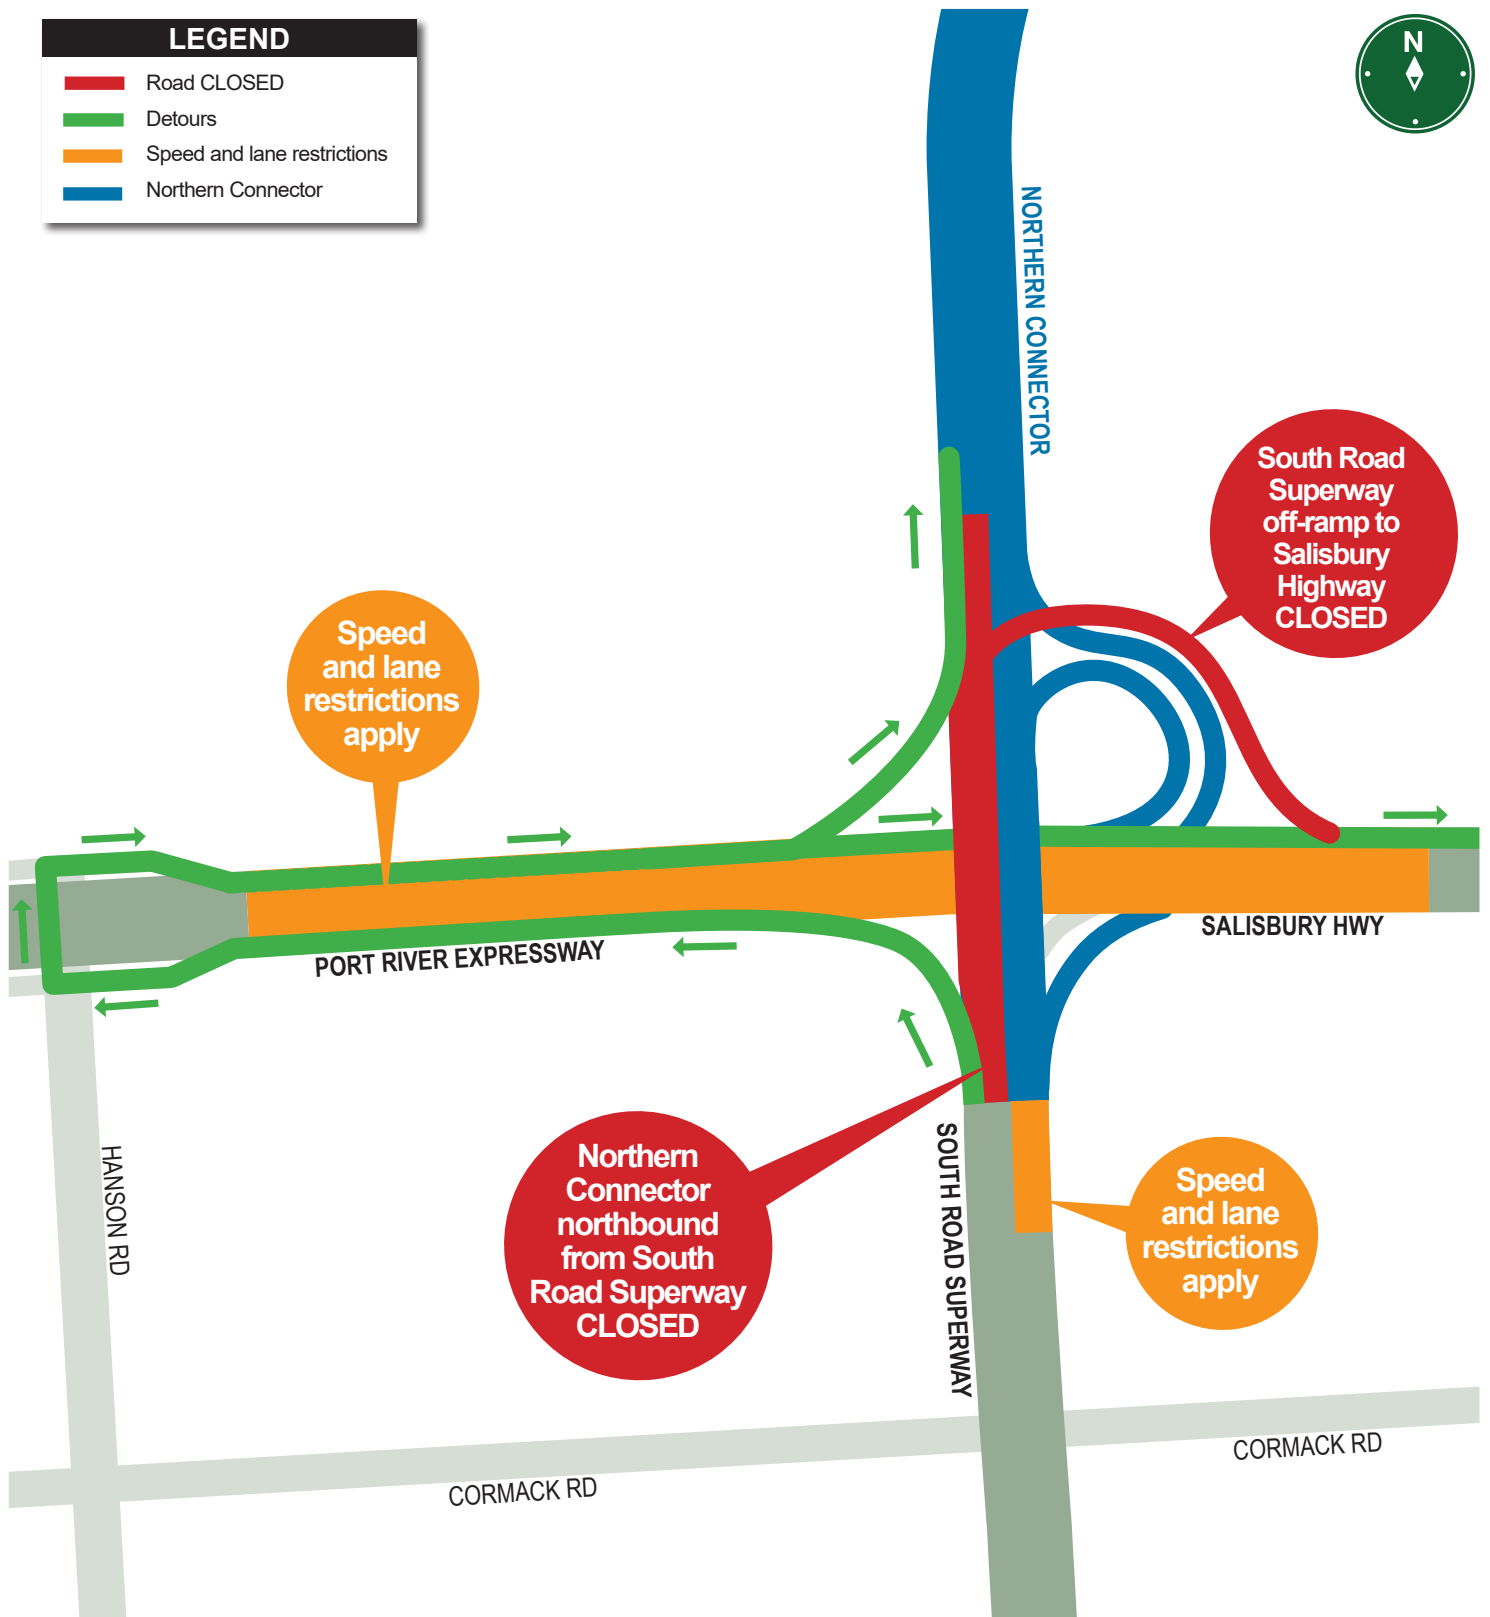 LEGEND
Road CLOSED
Detours
Speed and lane restrictions
Northern Connector
N
NORTHERN CONNECTOR
South Road
Superway
off-ramp to
Salisbury
Highway
CLOSED
Speed
and lane
restrictions
apply
SALISBURY HWY
PORT RIVER EXPRESSWAY
HANSON RD
Northern
Connector
northbound
from South
Road Superway
CLOSED
SOUTH ROAD SUPERWAY
Speed
and lane
restrictions
apply
CORMACK RD
CORMACK RD